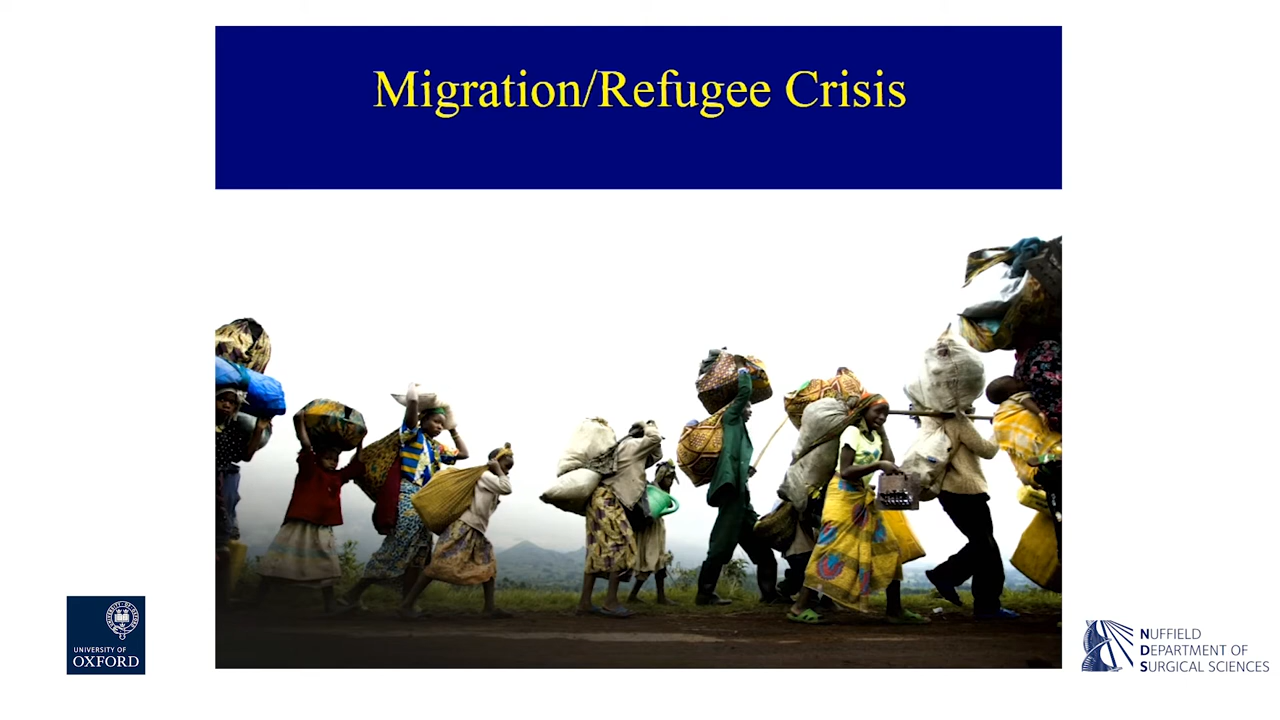 Migration/Refugee Crisis
UNIVERSITY OF
OXFORD
NUFFIELD
DEPARTMENT OF
SURGICAL SCIENCES